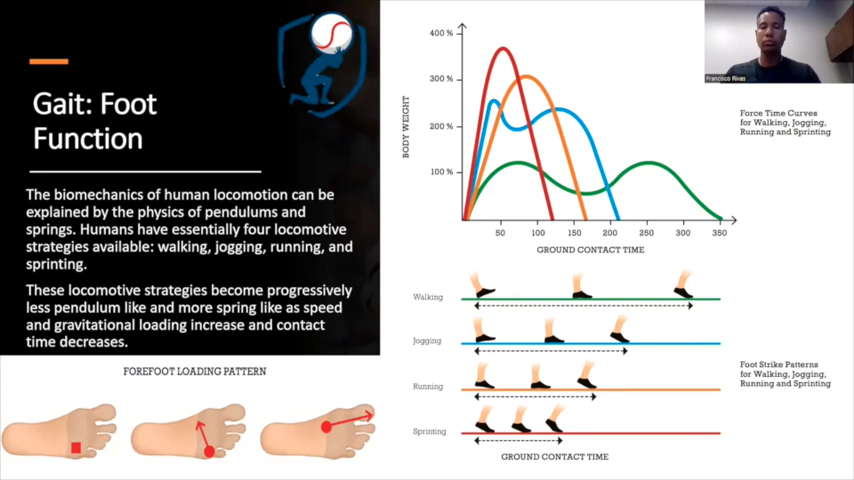 Gait: Foot
Function
The biomechanics of human locomotion can be
explained by the physics of pendulums and
springs. Humans have essentially four locomotive
strategies available: walking, jogging, running, and
sprinting.
These locomotive strategies become progressively
less pendulum like and more spring like as speed
and gravitational loading increase and contact
time decreases.
FOREFOOT LOADING PATTERN
BODY WEIGHT
400 %
300 %
200 %
100 %
50
100
150
200
250
300
350
GROUND CONTACT TIME
Francisco Rivas
Force Time Curves
for Walking, Jogging,
Running and Sprinting
Walking
Jogging
Running
Sprinting
GROUND CONTACT TIME
Foot Strike Patterns
for Walking, Jogging,
Running and Sprinting